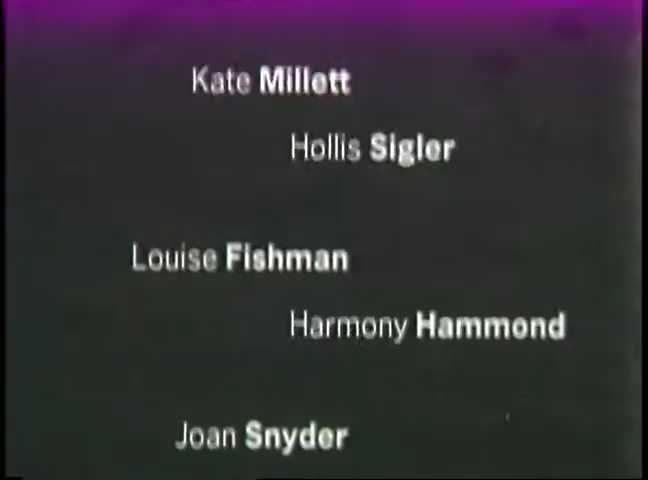 Kate Millett
Hollis Sigler
Louise Fishman
Harmony Hammond
Joan Snyder